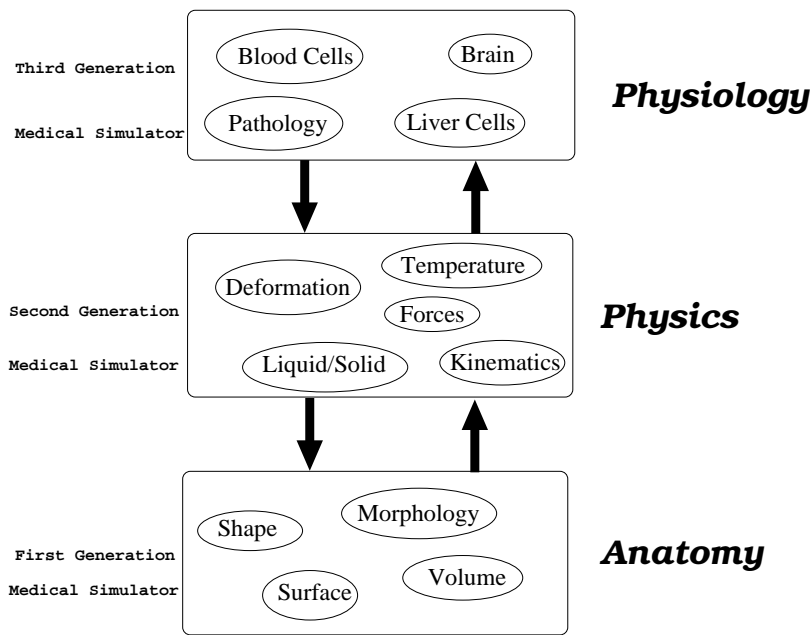 Third Generation
Medical Simulator
Blood Cells
Brain
Pathology
Liver Cells
Physiology
Second Generation
Medical Simulator
Deformation
Temperature
Forces
Liquid/Solid
Kinematics
Physics
First Generation
Medical Simulator
Shape
Morphology
Surface
Volume
Anatomy